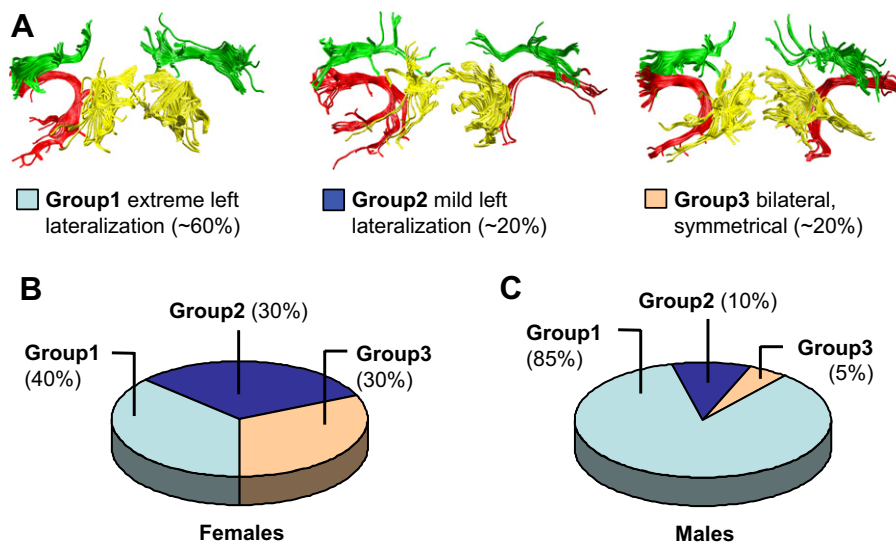 A
Group1 extreme left
lateralization (~60%)
Group2 mild left
lateralization (~20%)
Group3 bilateral,
symmetrical (~20%)
B
Group2 (30%)
Group1
(40%)
Group3
(30%)
Females
C
Group2 (10%)
Group1
(85%)
Group3
(5%)
Males